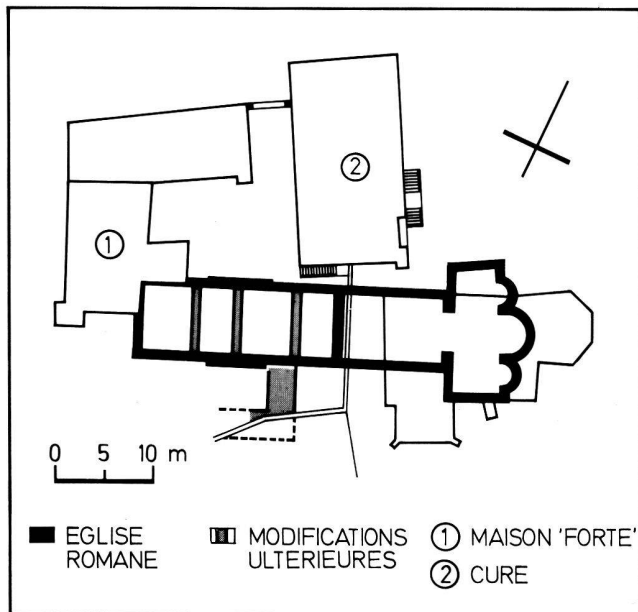 2
1
0 5 10 m
EGLISE
ROMANE
MODIFICATIONS
ULTERIEURES
1 MAISON 'FORTE'
2 CURE